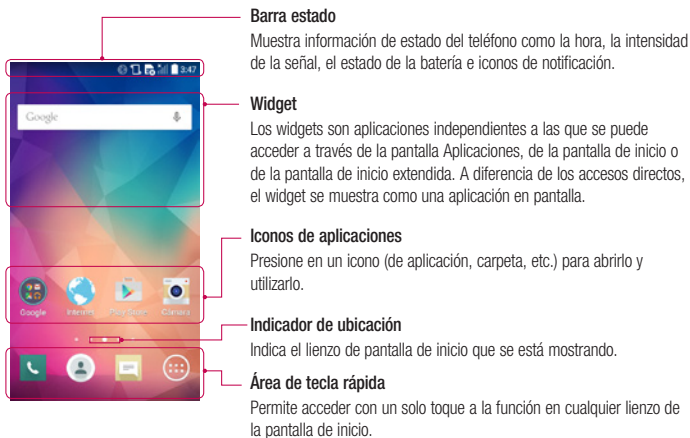 Barra estado
Muestra información de estado del teléfono como la hora, la intensidad
de la señal, el estado de la batería e iconos de notificación.
3:47
Widget
Google
Los widgets son aplicaciones independientes a las que se puede
acceder a través de la pantalla Aplicaciones, de la pantalla de inicio o
de la pantalla de inicio extendida. A diferencia de los accesos directos,
el widget se muestra como una aplicación en pantalla.
Iconos de aplicaciones
Presione en un icono (de aplicación, carpeta, etc.) para abrirlo y
utilizarlo.
Google Internet Play Store Cámara
Indicador de ubicación
Indica el lienzo de pantalla de inicio que se está mostrando.
Área de tecla rápida
Permite acceder con un solo toque a la función en cualquier lienzo de
la pantalla de inicio.